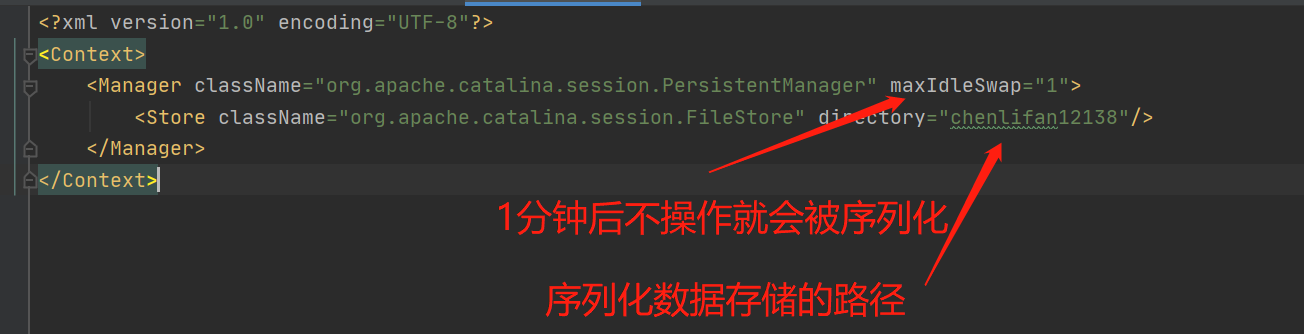 <?xml version="1.0" encoding="UTF-8"?>
<Context>
<Manager className="org.apache.catalina.session.PersistentManager" maxIdleSwap="1">
<Store className="org.apache.catalina.session.FileStore" directory="chenlifan12138"/>
</Manager>
</Context>
1分钟后不操作就会被序列化
序列化数据存储的路径